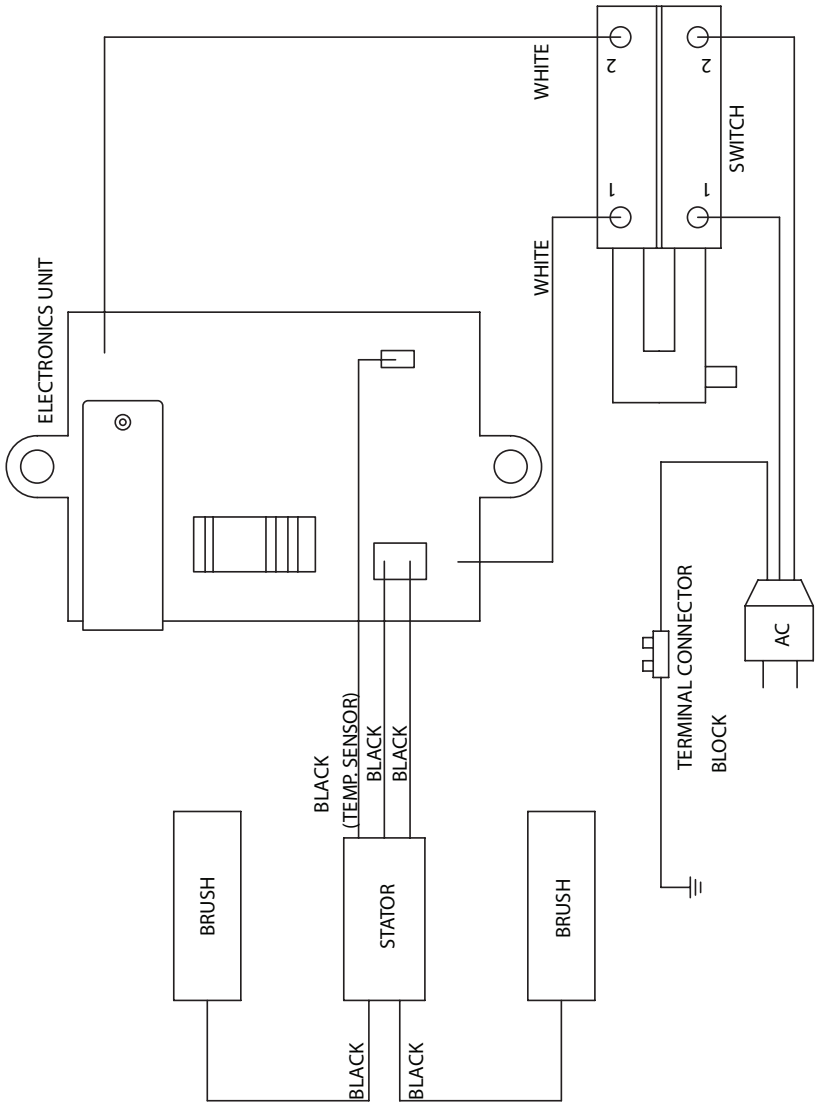 ELECTRONICS UNIT
WHITE
WHITE
2
2
1
1
SWITCH
BLACK
(TEMP. SENSOR)
BLACK
BLACK
TERMINAL CONNECTOR
BLOCK
AC
BRUSH
STATOR
BRUSH
BLACK
BLACK